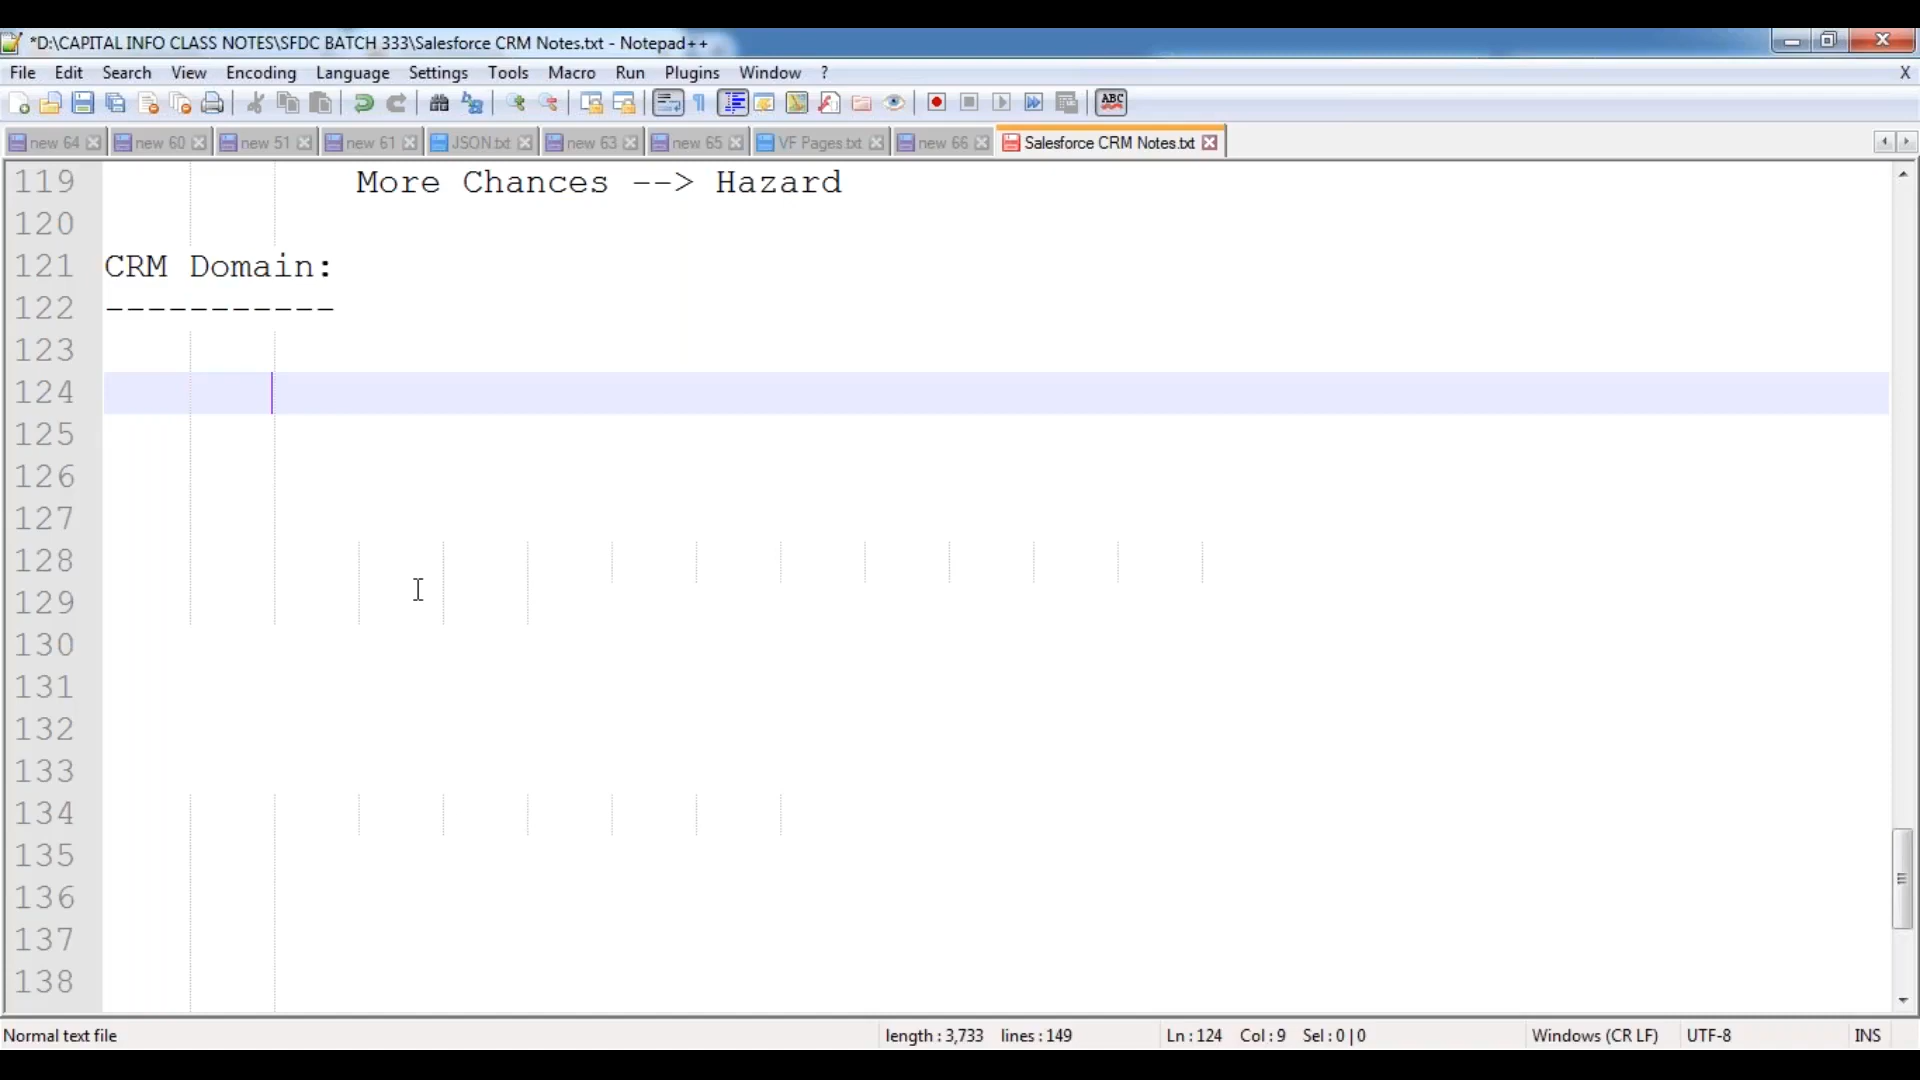 *D:\CAPITAL INFO CLASS NOTES\SFDC BATCH 333\Salesforce CRM Notes.txt - Notepad++
File Edit Search View Encoding Language Settings Tools Macro Run Plugins Window ? X
ABC
new 64 new 60 new 51 new 61 JSON.txt new 63 new 65 VF Pages.txt new 66 Salesforce CRM Notes.txt
119 More Chances --> Hazard
120
121 CRM Domain:
122 -----------
123
124
125
126
127
128
129
130
131
132
133
134
135
136
137
138
Normal text file length : 3,733 lines : 149 Ln : 124 Col : 9 Sel : 0 | 0 Windows (CR LF) UTF-8 INS